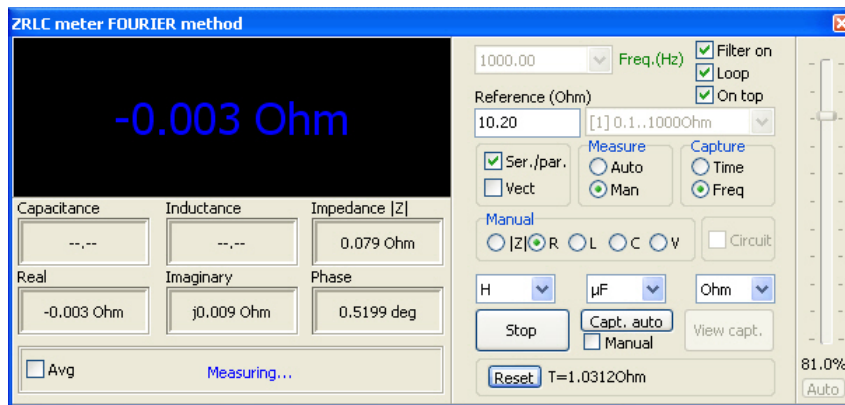 ZRLC meter FOURIER method
-0.003 Ohm
1000.00 Freq.(Hz)
Filter on
Loop
On top
Reference (Ohm)
10.20 [1] 0.1..1000Ohm
Ser./par.
Vect
Measure
Auto
Man
Capture
Time
Freq
Capacitance Inductance Impedance |Z|
--,-- --,-- 0.079 Ohm
Real Imaginary Phase
-0.003 Ohm j0.009 Ohm 0.5199 deg
Manual
|Z| R L C V Circuit
H µF Ohm
Stop Capt. auto View capt.
Manual
Avg Measuring...
Reset T=1.0312Ohm
81.0%
Auto